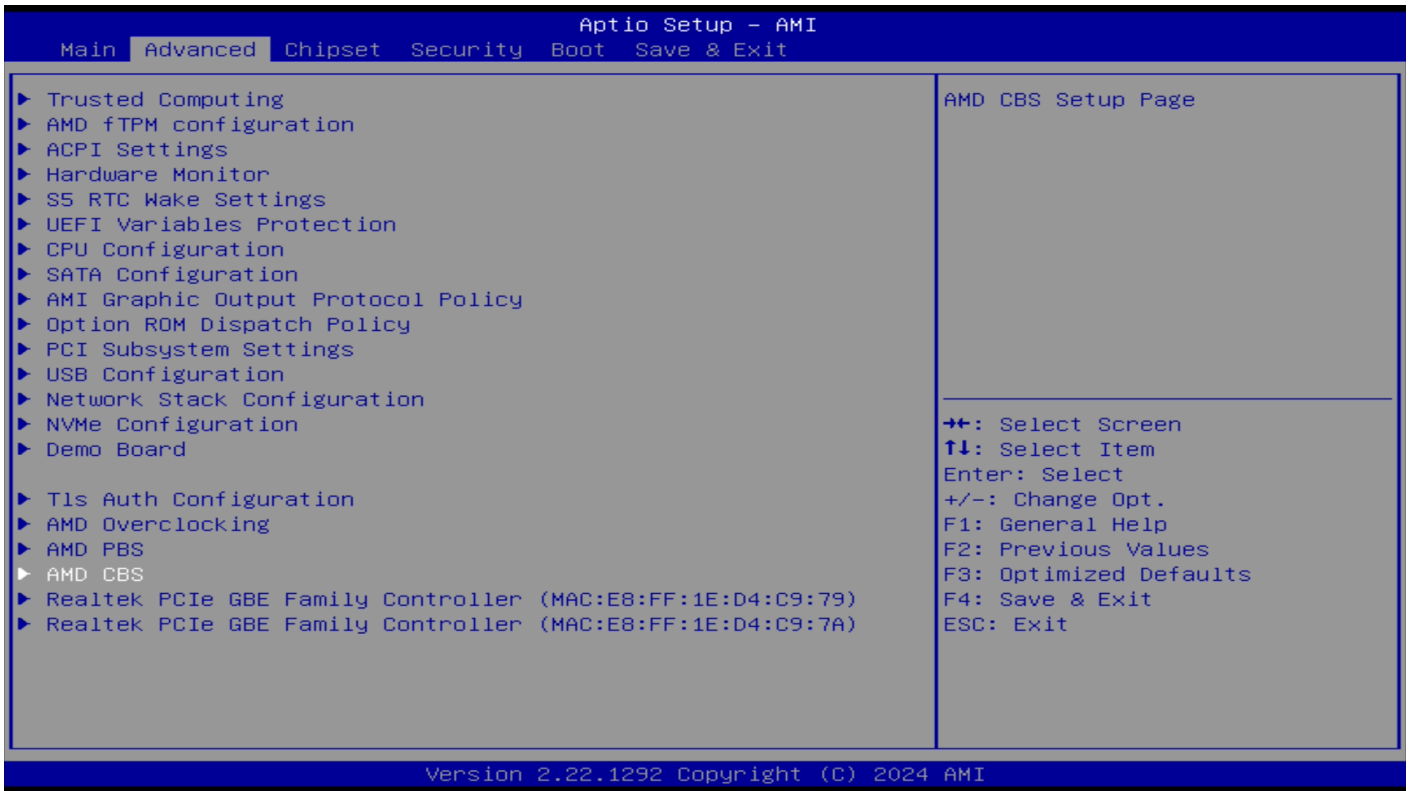 Aptio Setup – AMI
Main Advanced Chipset Security Boot Save & Exit
▶ Trusted Computing
▶ AMD fTPM configuration
▶ ACPI Settings
▶ Hardware Monitor
▶ S5 RTC Wake Settings
▶ UEFI Variables Protection
▶ CPU Configuration
▶ SATA Configuration
▶ AMI Graphic Output Protocol Policy
▶ Option ROM Dispatch Policy
▶ PCI Subsystem Settings
▶ USB Configuration
▶ Network Stack Configuration
▶ NVMe Configuration
▶ Demo Board
▶ Tls Auth Configuration
▶ AMD Overclocking
▶ AMD PBS
▶ AMD CBS
▶ Realtek PCIe GBE Family Controller (MAC:E8:FF:1E:D4:C9:79)
▶ Realtek PCIe GBE Family Controller (MAC:E8:FF:1E:D4:C9:7A)
AMD CBS Setup Page
→←: Select Screen
↑↓: Select Item
Enter: Select
+/-: Change Opt.
F1: General Help
F2: Previous Values
F3: Optimized Defaults
F4: Save & Exit
ESC: Exit
Version 2.22.1292 Copyright (C) 2024 AMI